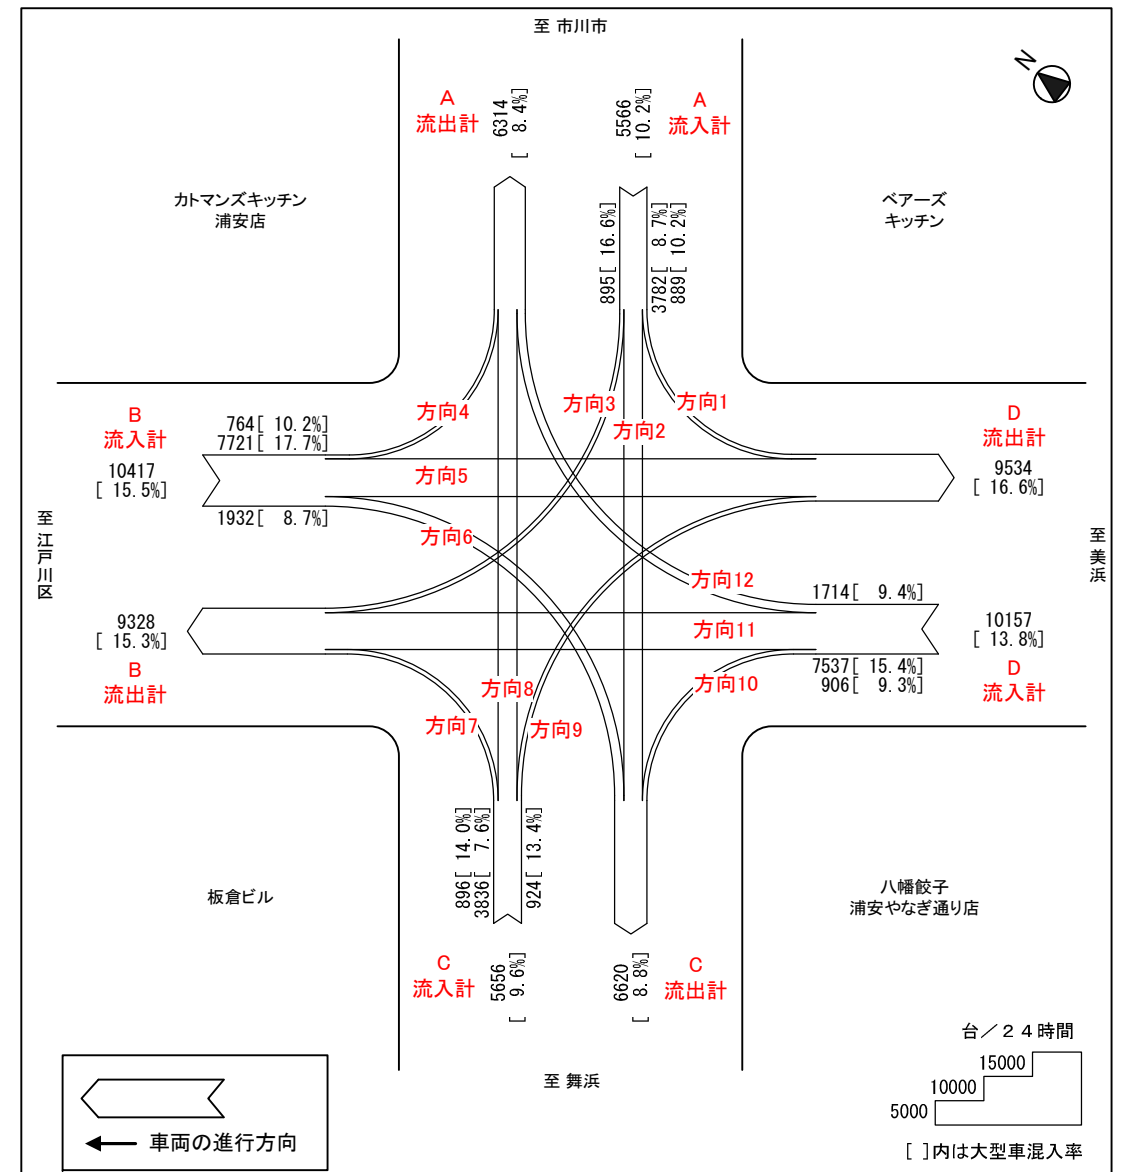 至 市川市
N
A
流出計
6314
[ 8.4%]
5566
[ 10.2%]
A
流入計
カトマンズキッチン
浦安店
ベアーズ
キッチン
895[ 16.6%]
3782[ 8.7%]
889[ 10.2%]
方向4
方向3
方向2
方向1
B
流入計
10417
[ 15.5%]
764[ 10.2%]
7721[ 17.7%]
1932[ 8.7%]
方向5
方向6
D
流出計
9534
[ 16.6%]
至 江戸川区
至 美浜
方向12
方向11
方向10
1714[ 9.4%]
10157
[ 13.8%]
7537[ 15.4%]
906[ 9.3%]
D
流入計
9328
[ 15.3%]
B
流出計
方向8
方向7
方向9
896[ 14.0%]
3836[ 7.6%]
924[ 13.4%]
板倉ビル
八幡餃子
浦安やなぎ通り店
C
流入計
5656
[ 9.6%]
6620
[ 8.8%]
C
流出計
至 舞浜
車両の進行方向
台/24時間
15000
10000
5000
[ ]内は大型車混入率